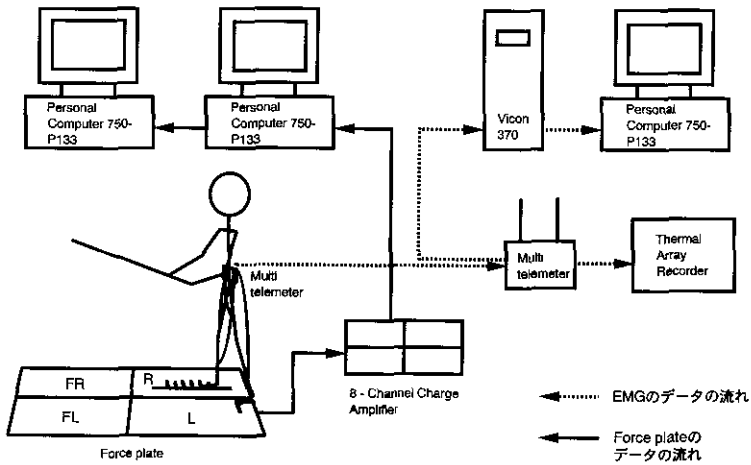 Personal
Computer 750-
P133
Personal
Computer 750-
P133
Vicon
370
Personal
Computer 750-
P133
Multi
telemeter
Multi
telemeter
Thermal
Array
Recorder
FR
R
FL
L
Force plate
8 - Channel Charge
Amplifier
EMGのデータの流れ
Force plateの
データの流れ